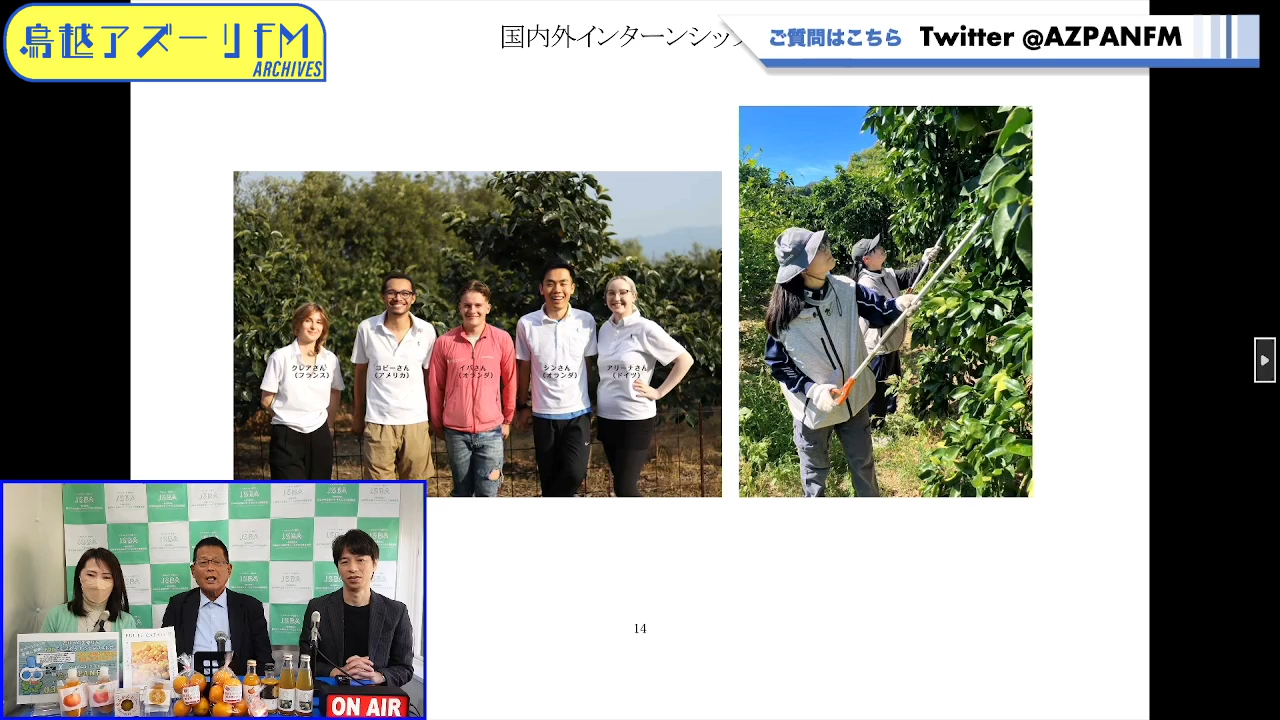 鳥越アズーリFM
ARCHIVES
国内外インターンシッ
ご質問はこちら Twitter @AZPANFM
クレアさん
(フランス)
コビーさん
(アメリカ)
イバさん
(オランダ)
シンさん
(オランダ)
アリーナさん
(ドイツ)
14
JSBA
ON AIR